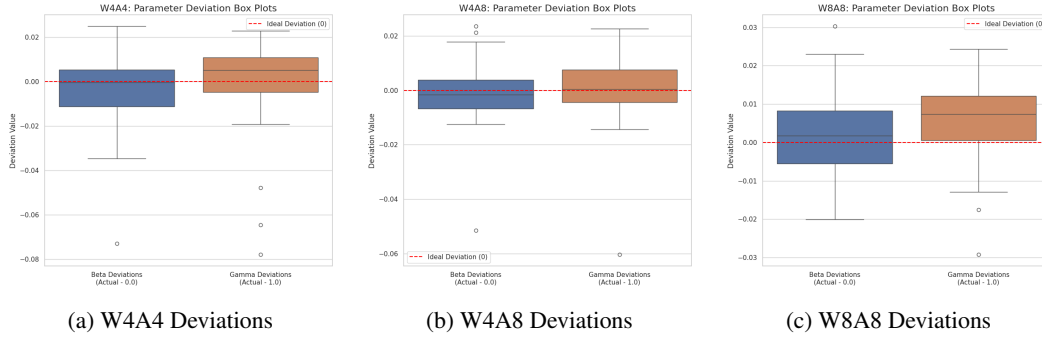 W4A4: Parameter Deviation Box Plots
Ideal Deviation (0)
0.02
0.00
−0.02
−0.04
−0.06
−0.08
Deviation Value
Beta Deviations
(Actual - 0.0)
Gamma Deviations
(Actual - 1.0)
(a) W4A4 Deviations
W4A8: Parameter Deviation Box Plots
0.02
0.00
−0.02
−0.04
−0.06
Deviation Value
Ideal Deviation (0)
Beta Deviations
(Actual - 0.0)
Gamma Deviations
(Actual - 1.0)
(b) W4A8 Deviations
W8A8: Parameter Deviation Box Plots
Ideal Deviation (0
0.03
0.02
0.01
0.00
−0.01
−0.02
−0.03
Deviation Value
Beta Deviations
(Actual - 0.0)
Gamma Deviations
(Actual - 1.0)
(c) W8A8 Deviations